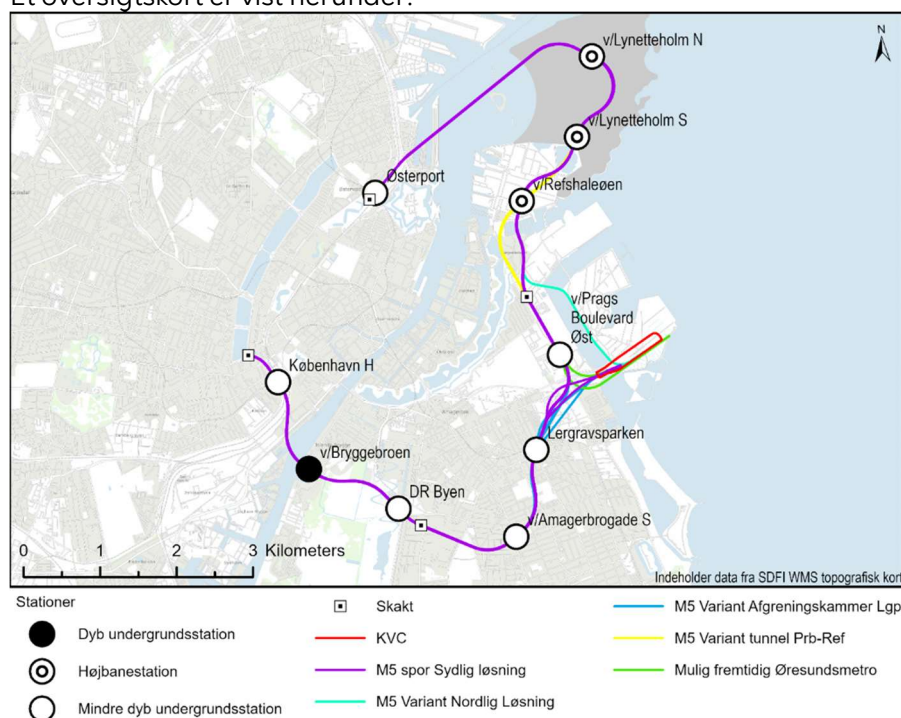 Et oversigtskort er vist herunder:
N
v/Lynetteholm N
v/Lynetteholm S
Østerport
v/Refshaleøen
v/Prags
Boulevard
Øst
København H
Lergravsparken
v/Bryggebroen
DR Byen
v/Amagerbrogade S
0 1 2 3 Kilometers
Indeholder data fra SDFI WMS topografisk kort
Stationer
Dyb undergrundsstation
Højbanestation
Mindre dyb undergrundsstation
Skakt
KVC
M5 spor Sydlig løsning
M5 Variant Nordlig Løsning
M5 Variant Afgreningskammer Lgp
M5 Variant tunnel Prb-Ref
Mulig fremtidig Øresundsmetro